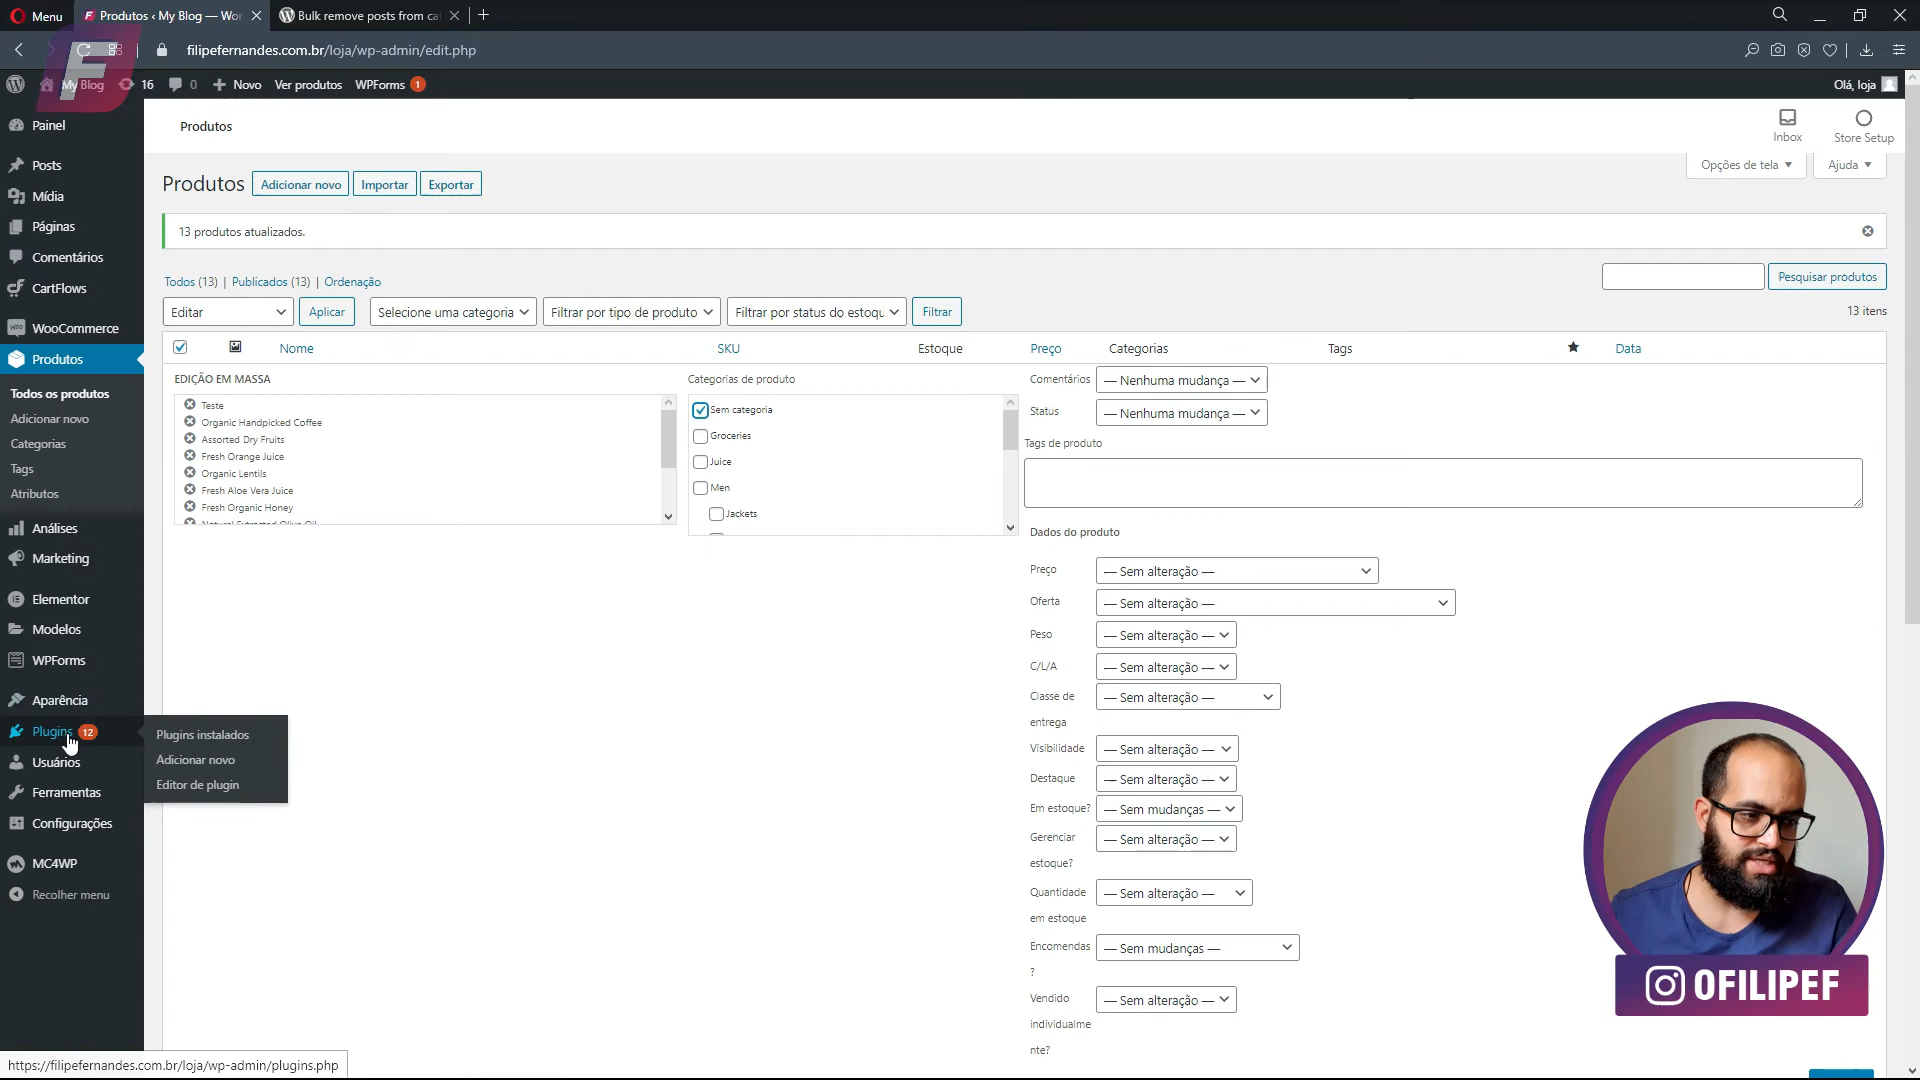 Menu
Produtos ‹ My Blog — Wor
Bulk remove posts from cat
filipefernandes.com.br/loja/wp-admin/edit.php
My Blog
16
0
Novo
Ver produtos
WPForms 1
Olá, loja
Painel
Posts
Mídia
Páginas
Comentários
CartFlows
WooCommerce
Produtos
Todos os produtos
Adicionar novo
Categorias
Tags
Atributos
Análises
Marketing
Elementor
Modelos
WPForms
Aparência
Plugins 12
Usuários
Ferramentas
Configurações
MC4WP
Recolher menu
Plugins instalados
Adicionar novo
Editor de plugin
Produtos
Inbox
Store Setup
Opções de tela
Ajuda
Produtos
Adicionar novo
Importar
Exportar
13 produtos atualizados.
Todos (13) | Publicados (13) | Ordenação
Pesquisar produtos
Editar
Aplicar
Selecione uma categoria
Filtrar por tipo de produto
Filtrar por status do estoqu
Filtrar
13 itens
Nome
SKU
Estoque
Preço
Categorias
Tags
Data
EDIÇÃO EM MASSA
Teste
Organic Handpicked Coffee
Assorted Dry Fruits
Fresh Orange Juice
Organic Lentils
Fresh Aloe Vera Juice
Fresh Organic Honey
Natural Extracted Olive Oil
Categorias de produto
Sem categoria
Groceries
Juice
Men
Jackets
Comentários — Nenhuma mudança —
Status — Nenhuma mudança —
Tags de produto
Dados do produto
Preço — Sem alteração —
Oferta — Sem alteração —
Peso — Sem alteração —
C/L/A — Sem alteração —
Classe de — Sem alteração —
entrega
Visibilidade — Sem alteração —
Destaque — Sem alteração —
Em estoque? — Sem mudanças —
Gerenciar — Sem alteração —
estoque?
Quantidade — Sem alteração —
em estoque
Encomendas — Sem mudanças —
?
Vendido — Sem alteração —
individualme
nte?
F
OFILIPEF
https://filipefernandes.com.br/loja/wp-admin/plugins.php